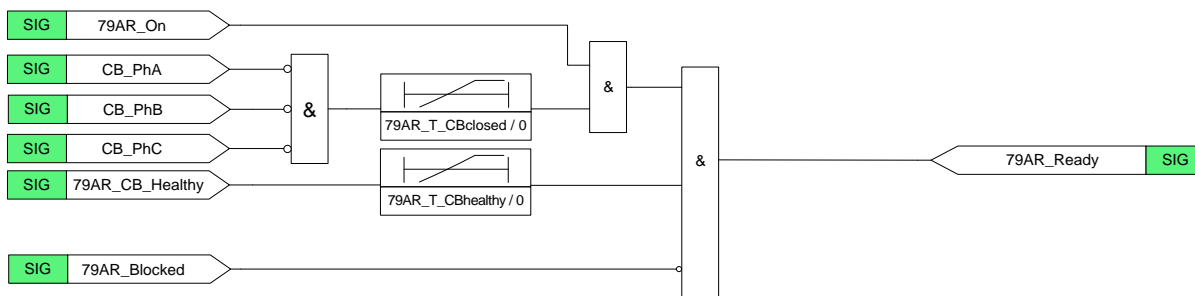 SIG 79AR_On
SIG CB_PhA
SIG CB_PhB
&
SIG CB_PhC
SIG 79AR_CB_Healthy
SIG 79AR_Blocked
79AR_T_CBclosed / 0
79AR_T_CBhealthy / 0
&
&
79AR_Ready SIG